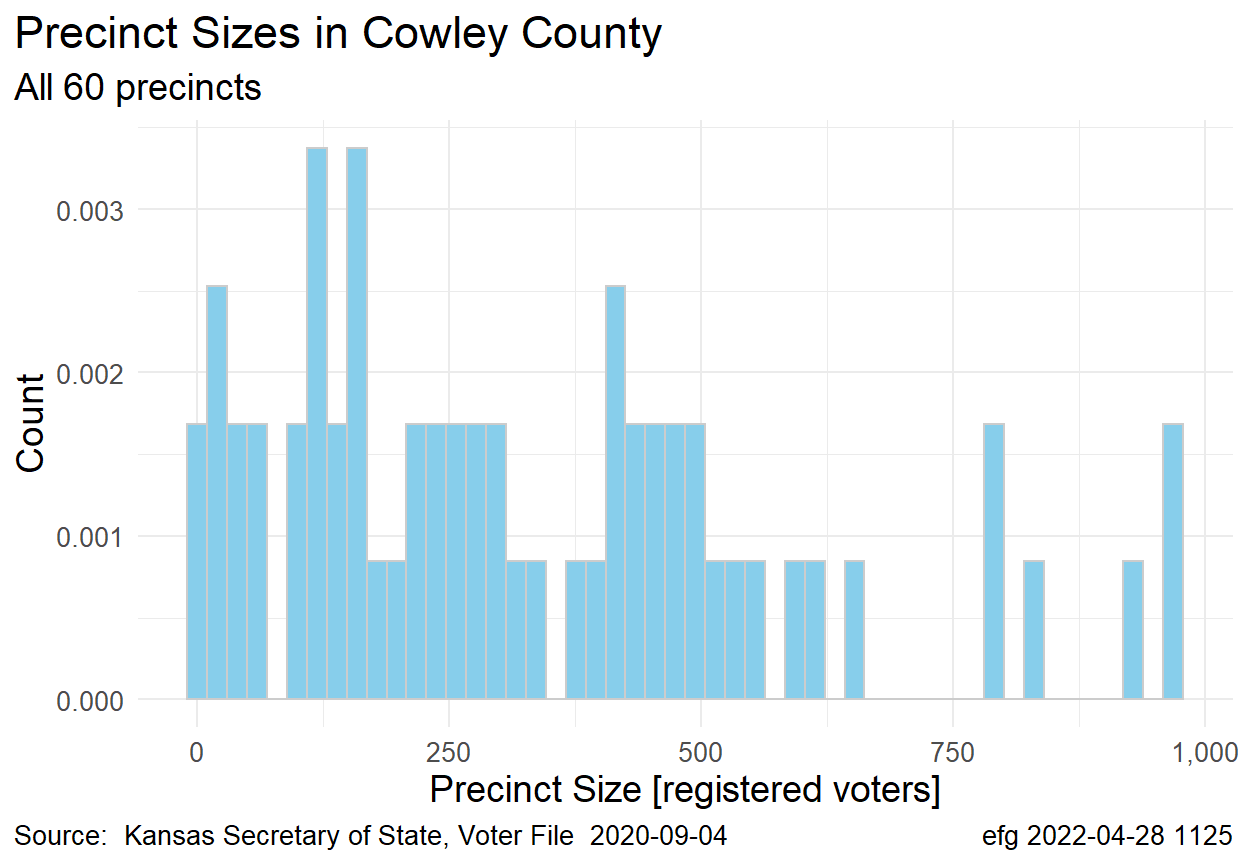 Precinct Sizes in Cowley County
All 60 precincts
0.003
0.002
0.001
0.000
Count
0 250 500 750 1,000
Precinct Size [registered voters]
Source:  Kansas Secretary of State, Voter File  2020-09-04
efg 2022-04-28 1125